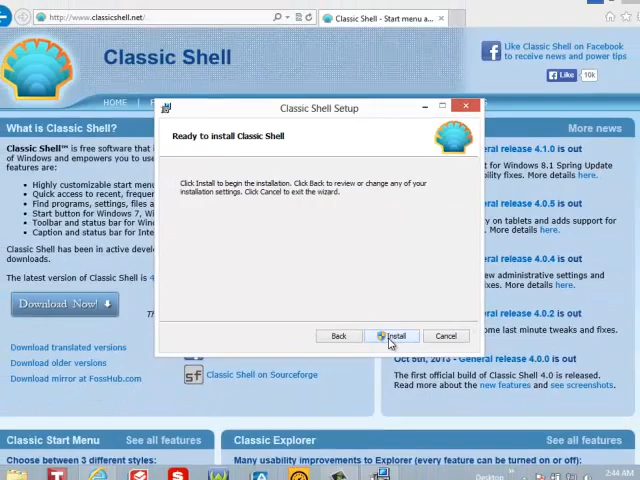 http://www.classicshell.net/
Classic Shell - Start menu a...
Classic Shell
Like Classic Shell on Facebook
to receive news and power tips
Like
10k
HOME
What is Classic Shell?
Classic Shell™ is free software that i
of Windows and empowers you to use
features are:
Highly customizable start menu
Quick access to recent, frequen
Find programs, settings, files a
Start button for Windows 7, W
Toolbar and status bar for Win
Caption and status bar for Inte
Classic Shell has been in active develo
downloads.
The latest version of Classic Shell is 4
Download Now!
Download translated versions
Download older versions
Download mirror at FossHub.com
sf
Classic Shell on Sourceforge
Classic Shell Setup
Ready to install Classic Shell
Click Install to begin the installation. Click Back to review or change any of your
installation settings. Click Cancel to exit the wizard.
Back
Install
Cancel
More news
eral release 4.1.0 is out
t for Windows 8.1 Spring Update
bility fixes. More details here.
eral release 4.0.5 is out
y on tablets and adds support for
More details here.
eral release 4.0.4 is out
ew administrative settings and
ixes. More details here.
eral release 4.0.2 is out
ome last minute tweaks and fixes.
Oct 5th, 2013 - General release 4.0.0 is out
The first official build of Classic Shell 4.0 is released.
Read more about the new features and see screenshots.
Classic Start Menu
See all features
Choose between 3 different styles:
Classic Explorer
See all features
Many usability improvements to Explorer (every feature can be turned on or off):
Desktop
2:44 AM